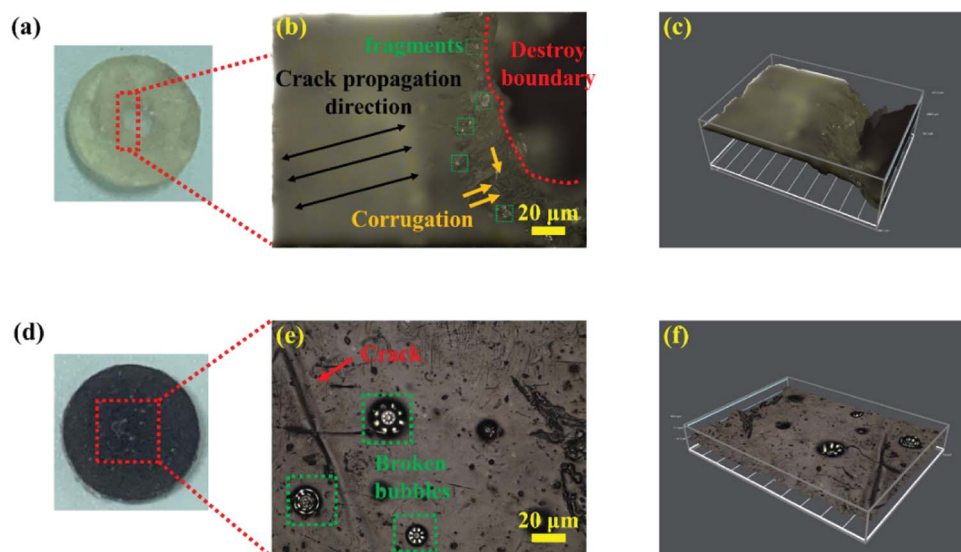 (a)
(b)
fragments
Destroy
boundary
Crack propagation
direction
Corrugation
20 μm
(c)
(d)
(e)
Crack
Broken
bubbles
20 μm
(f)